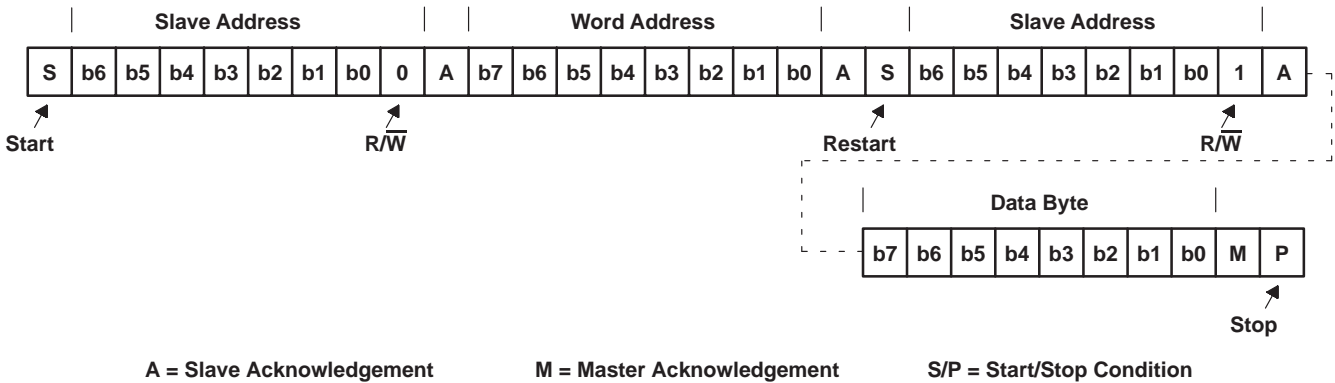 Slave Address Word Address Slave Address
S b6 b5 b4 b3 b2 b1 b0 0 A b7 b6 b5 b4 b3 b2 b1 b0 A S b6 b5 b4 b3 b2 b1 b0 1 A
Start R/W̅ Restart R/W̅
Data Byte
b7 b6 b5 b4 b3 b2 b1 b0 M P
Stop
A = Slave Acknowledgement M = Master Acknowledgement S/P = Start/Stop Condition